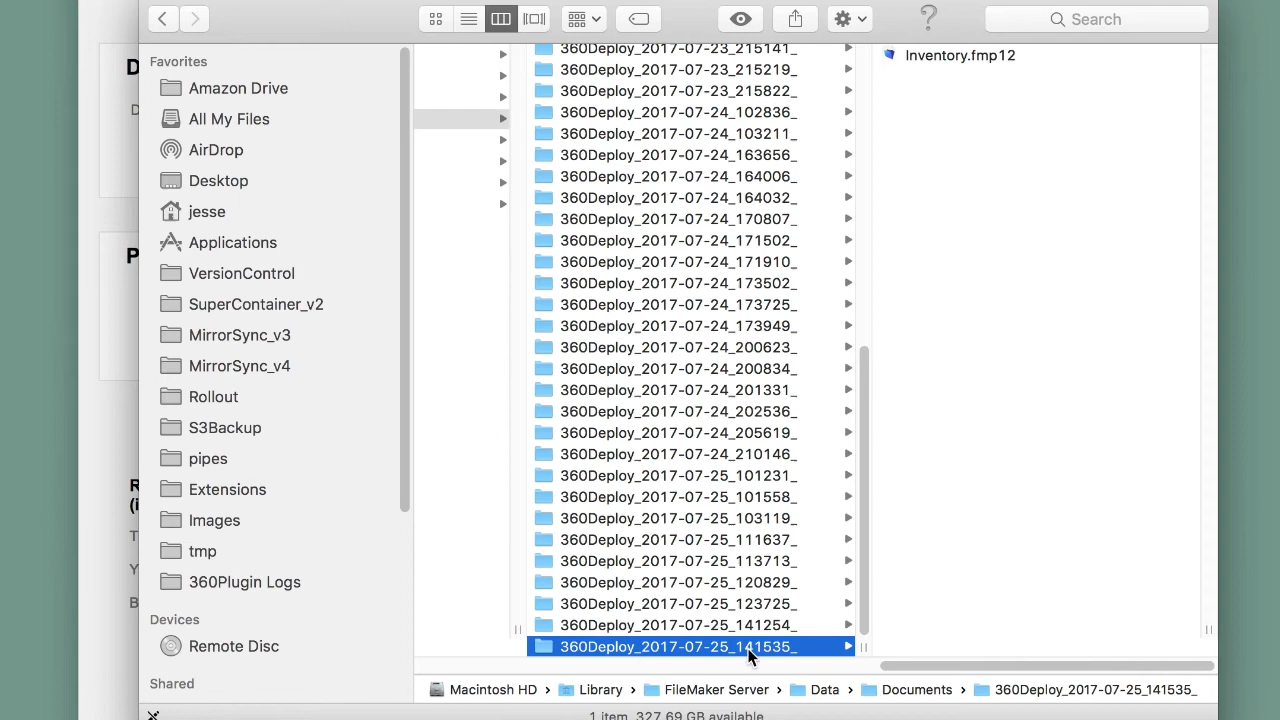 Search
Favorites
Amazon Drive
All My Files
AirDrop
Desktop
jesse
Applications
VersionControl
SuperContainer_v2
MirrorSync_v3
MirrorSync_v4
Rollout
S3Backup
pipes
Extensions
Images
tmp
360Plugin Logs
Devices
Remote Disc
Shared
360Deploy_2017-07-23_215141_
360Deploy_2017-07-23_215219_
360Deploy_2017-07-23_215822_
360Deploy_2017-07-24_102836_
360Deploy_2017-07-24_103211_
360Deploy_2017-07-24_163656_
360Deploy_2017-07-24_164006_
360Deploy_2017-07-24_164032_
360Deploy_2017-07-24_170807_
360Deploy_2017-07-24_171502_
360Deploy_2017-07-24_171910_
360Deploy_2017-07-24_173502_
360Deploy_2017-07-24_173725_
360Deploy_2017-07-24_173949_
360Deploy_2017-07-24_200623_
360Deploy_2017-07-24_200834_
360Deploy_2017-07-24_201331_
360Deploy_2017-07-24_202536_
360Deploy_2017-07-24_205619_
360Deploy_2017-07-24_210146_
360Deploy_2017-07-25_101231_
360Deploy_2017-07-25_101558_
360Deploy_2017-07-25_103119_
360Deploy_2017-07-25_111637_
360Deploy_2017-07-25_113713_
360Deploy_2017-07-25_120829_
360Deploy_2017-07-25_123725_
360Deploy_2017-07-25_141254_
360Deploy_2017-07-25_141535_
Inventory.fmp12
Macintosh HD › Library › FileMaker Server › Data › Documents › 360Deploy_2017-07-25_141535_
1 item, 327.69 GB available